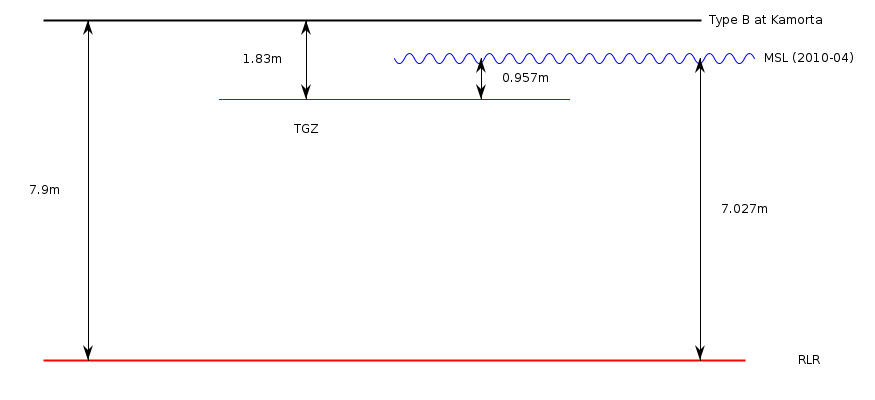 Type B at Kamorta
1.83m
MSL (2010-04)
0.957m
TGZ
7.9m
7.027m
RLR